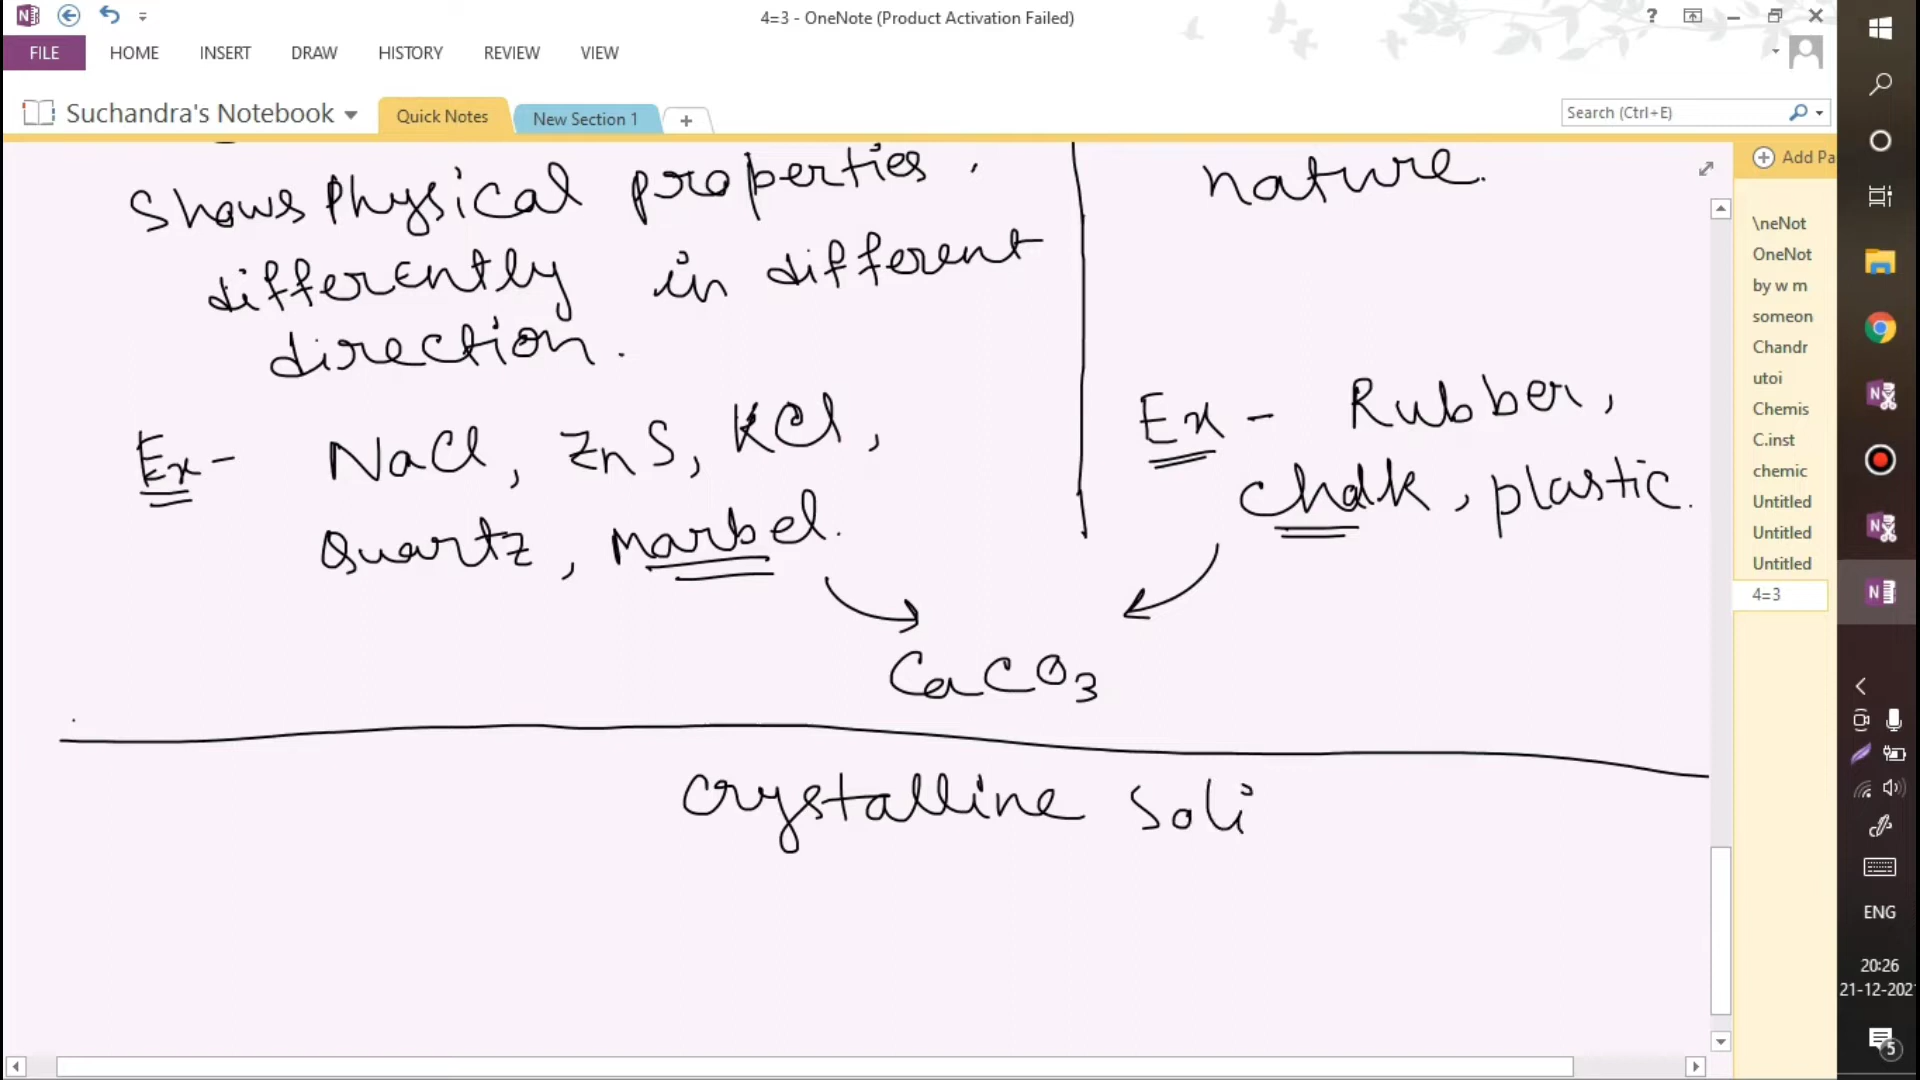 4=3 - OneNote (Product Activation Failed)
FILE HOME INSERT DRAW HISTORY REVIEW VIEW
Suchandra's Notebook Quick Notes New Section 1 +
Search (Ctrl+E)
Add Pa
\neNot
OneNot
by w m
someon
Chandr
utoi
Chemis
C.inst
chemic
Untitled
Untitled
Untitled
4=3
Shows Physical properties.
differently in different
direction.
Ex- NaCl, ZnS, KCl,
Quartz, Marbel.
nature.
Ex - Rubber,
chalk, plastic.
CaCO3
Crystalline Soli
ENG
20:26
21-12-202
5